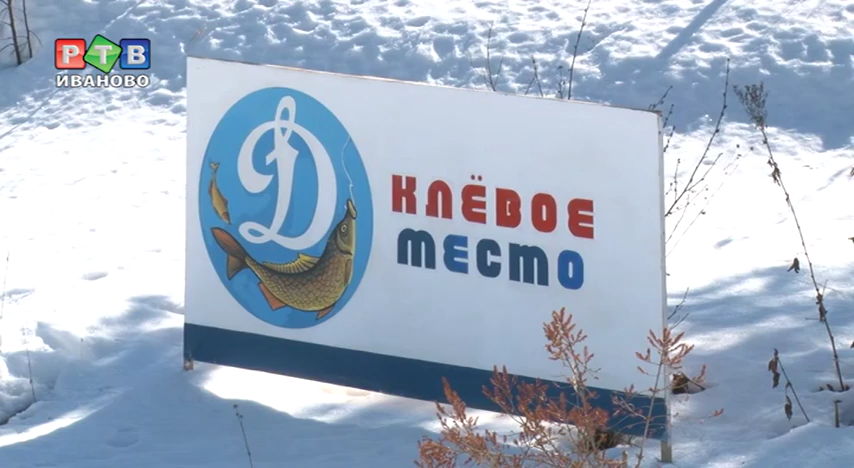 РТВ
ИВАНОВО
Д
КЛЁВОЕ
МЕСТО